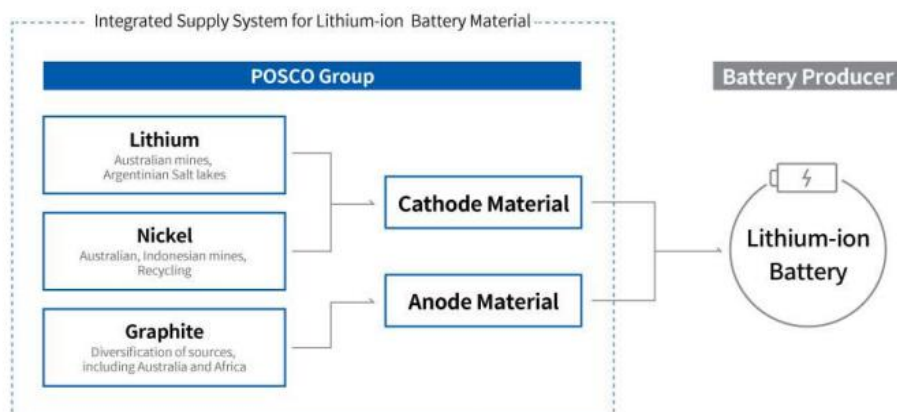 Integrated Supply System for Lithium-ion Battery Material
POSCO Group
Battery Producer
Lithium
Australian mines,
Argentinian Salt lakes
Nickel
Australian, Indonesian mines,
Recycling
Graphite
Diversification of sources,
including Australia and Africa
Cathode Material
Anode Material
Lithium-ion
Battery